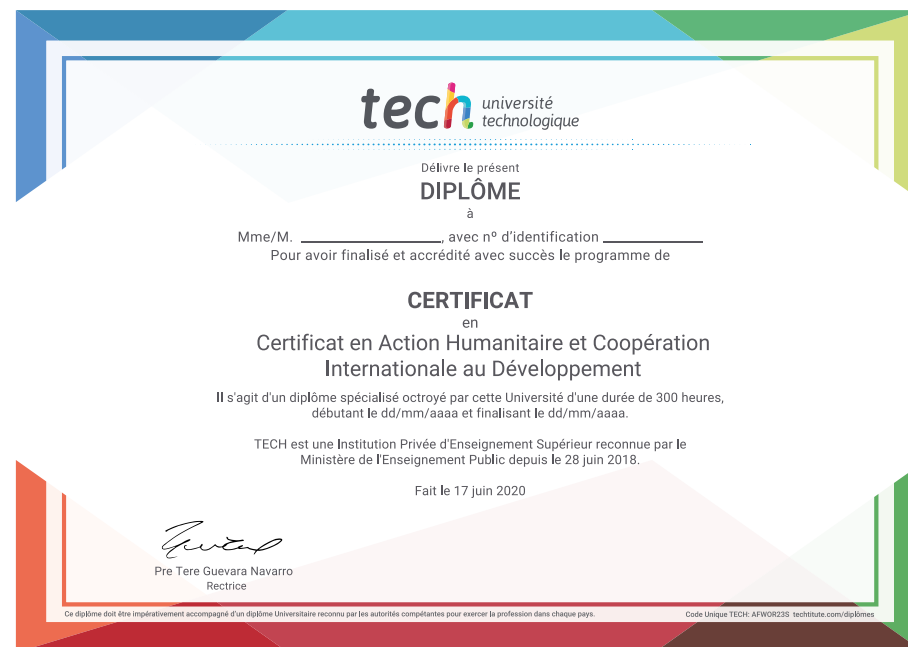 tech université
technologique
Délivre le présent
DIPLÔME
à
Mme/M. ____________________, avec nº d'identification ______________
Pour avoir finalisé et accrédité avec succès le programme de
CERTIFICAT
en
Certificat en Action Humanitaire et Coopération
Internationale au Développement
Il s'agit d'un diplôme spécialisé octroyé par cette Université d'une durée de 300 heures,
débutant le dd/mm/aaaa et finalisant le dd/mm/aaaa.
TECH est une Institution Privée d'Enseignement Supérieur reconnue par le
Ministère de l'Enseignement Public depuis le 28 juin 2018.
Fait le 17 juin 2020
Pre Tere Guevara Navarro
Rectrice
Ce diplôme doit être impérativement accompagné d'un diplôme Universitaire reconnu par les autorités compétantes pour exercer la profession dans chaque pays. Code Unique TECH: AFWOR23S techtitute.com/diplômes